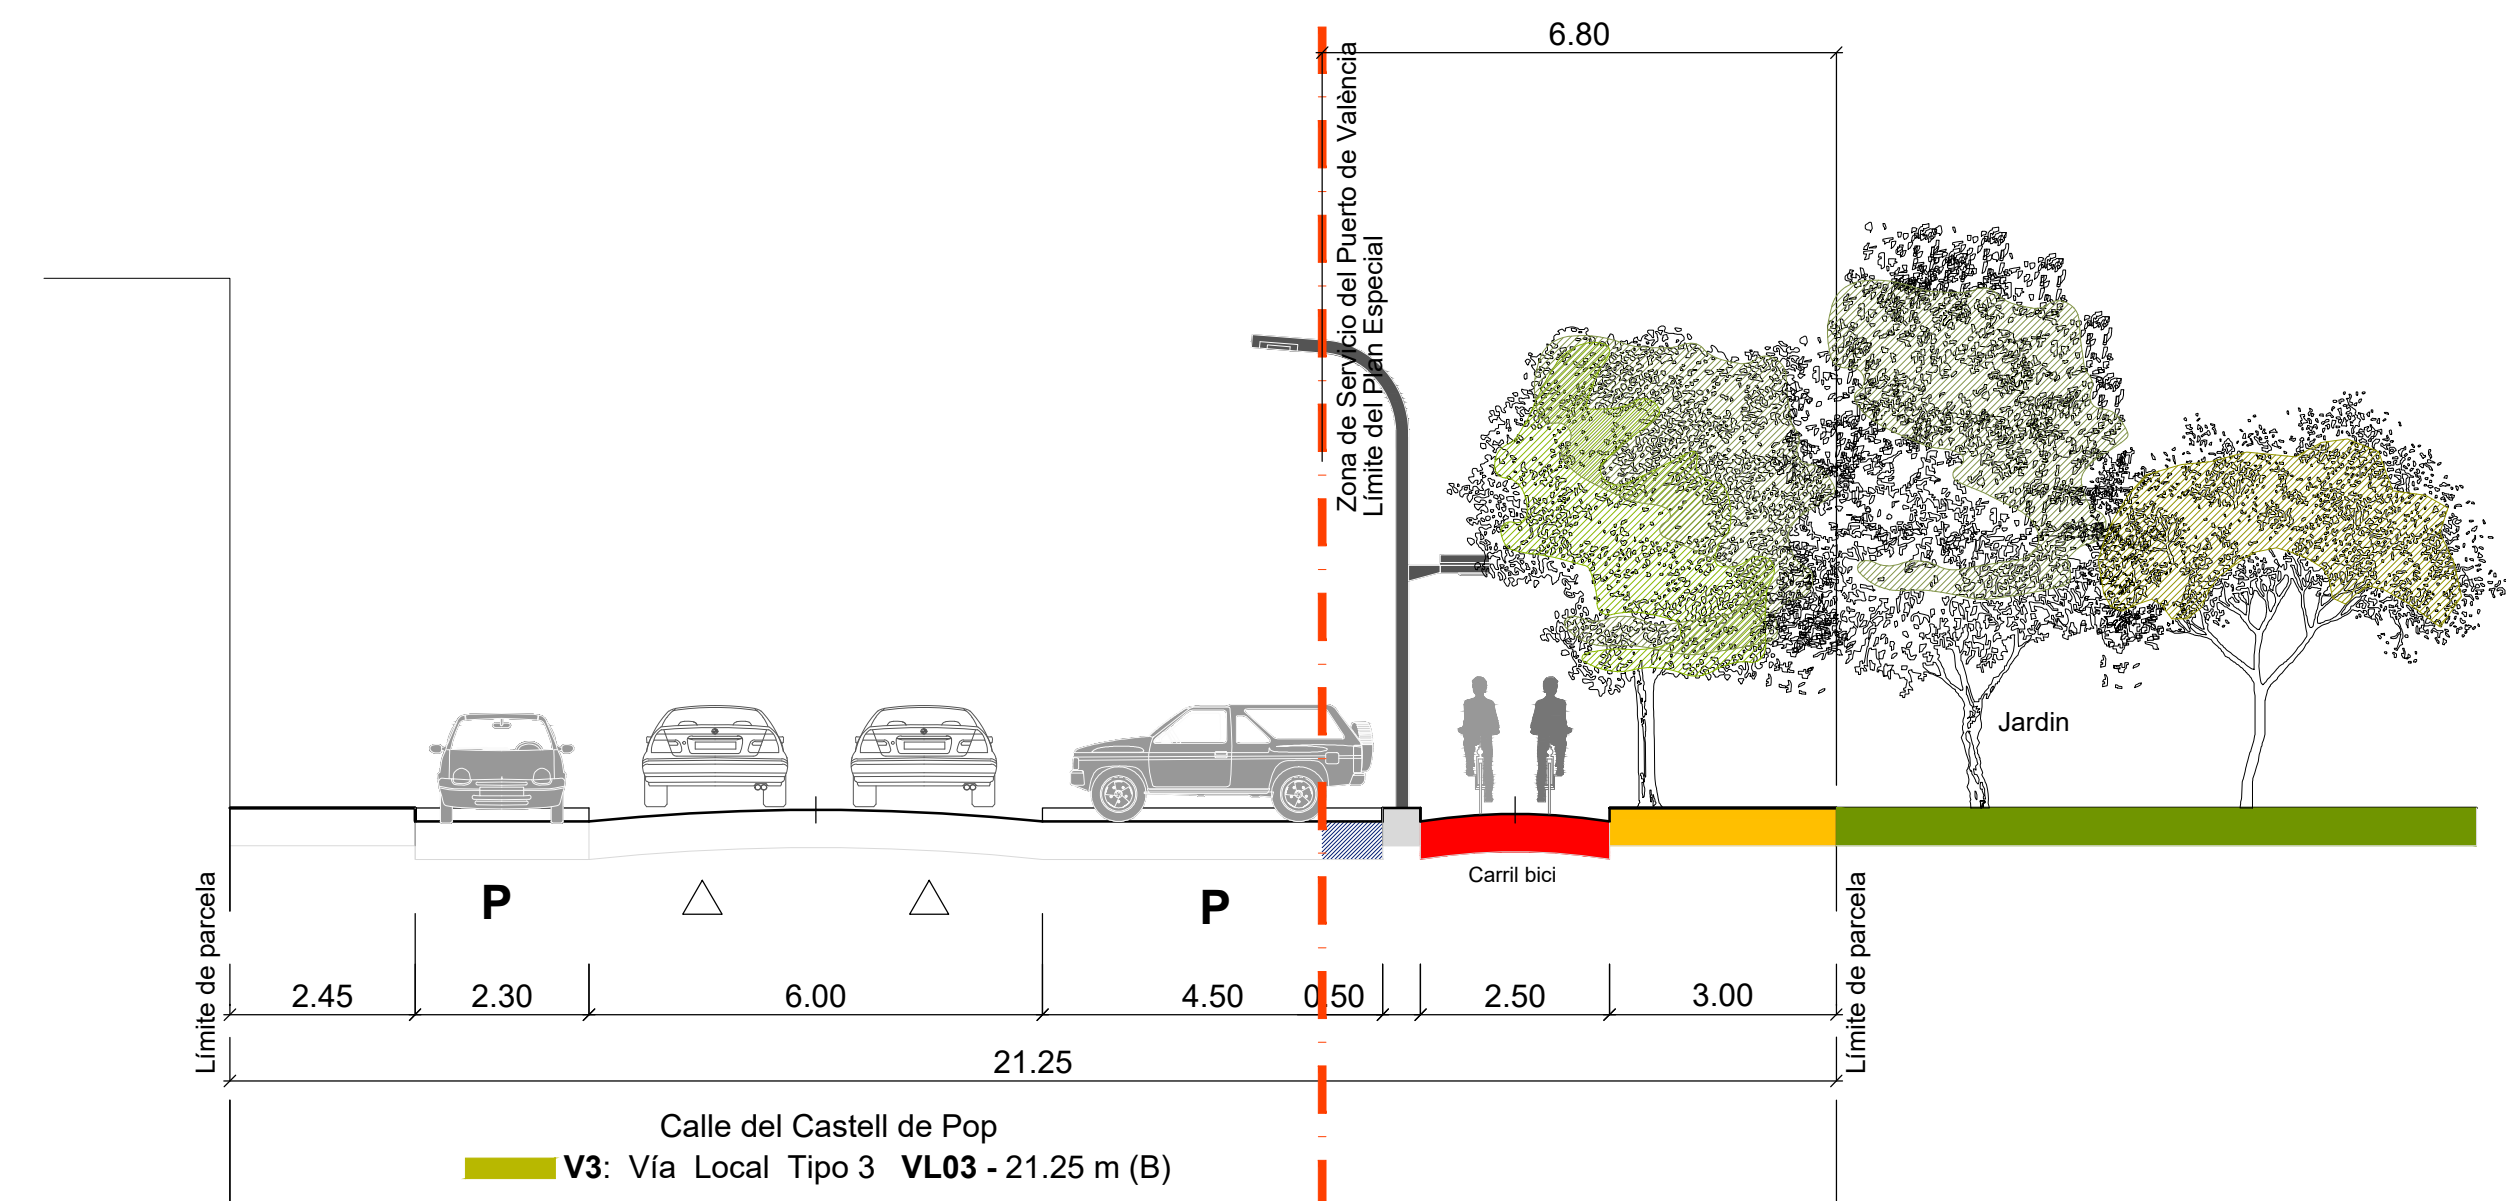 6.80
Zona de Servicio del Puerto de València
Límite del Plan Especial
Jardin
Carril bici
P
P
Límite de parcela
Límite de parcela
2.45
2.30
6.00
4.50
0.50
2.50
3.00
21.25
Calle del Castell de Pop
V3: Vía Local Tipo 3 VL03 - 21.25 m (B)